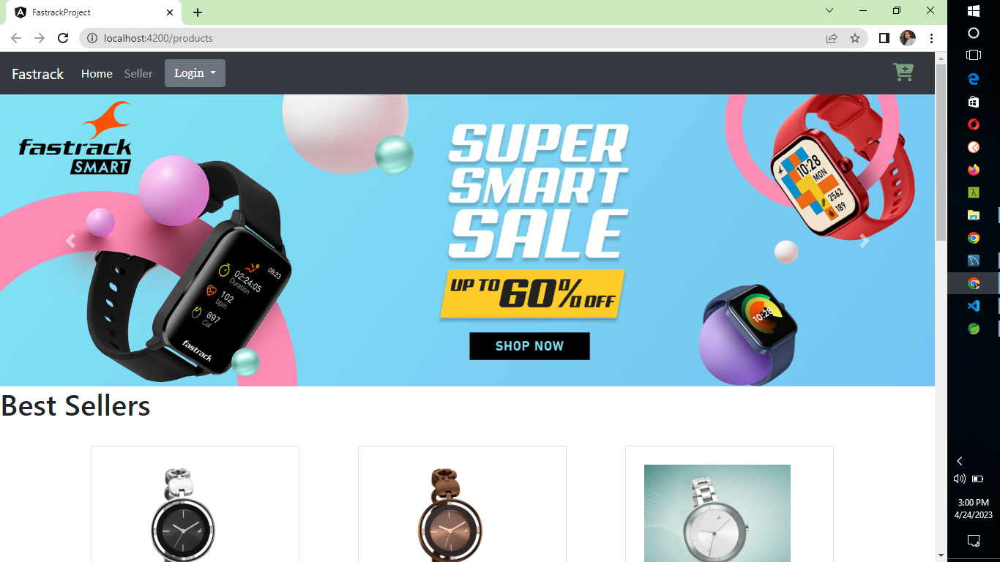 FastrackProject
localhost:4200/products
Fastrack
Home
Seller
Login
fastrack
SMART
SUPER
SMART
SALE
UP TO 60% OFF
SHOP NOW
08:23
02:24:05
Duration
102
bpm
897
Cal
fastrack
10:28
MON
2562
189
10:28
Best Sellers
3:00 PM
4/24/2023